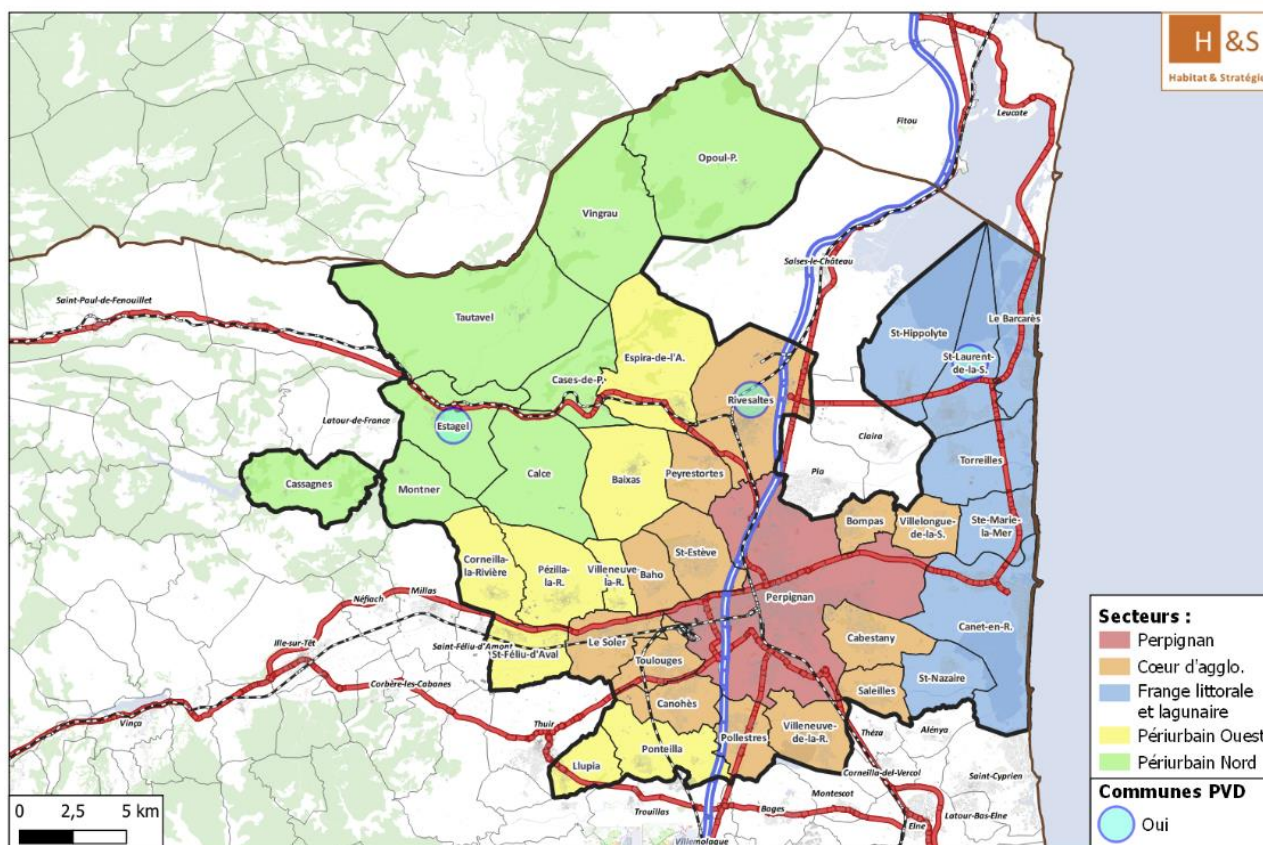 H &S
Habitat & Stratégie
Fitou
Leucate
Opoul-P.
Vingrau
Salses-le-Château
Saint-Paul-de-Fenouillet
Tautavel
St-Hippolyte
Le Barcarès
Espira-de-l'A.
St-Laurent-
de-la-S.
Cases-de-P.
Rivesaltes
Latour-de-France
Estagel
Claira
Torreilles
Pia
Cassagnes
Montner
Calce
Baixas
Peyrestortes
Bompas
Villelongue-
de-la-S.
Ste-Marie-
la-Mer
Corneilla-
la-Rivière
Pézilla-
la-R.
Villeneuve-
la-R.
Baho
St-Estève
Perpignan
Millas
Néfiach
Ille-sur-Têt
Saint-Féliu-d'Amont
St-Féliu-d'Aval
Le Soler
Toulouges
Cabestany
Canet-en-R.
Corbère-les-Cabanes
Canohès
Saleilles
St-Nazaire
Vinça
Thuir
Pollestres
Villeneuve-
de-la-R.
Théza
Alénya
Llupia
Ponteilla
Corneilla-del-Vercol
Saint-Cyprien
Trouillas
Bages
Montescot
Elne
Latour-Bas-Elne
Villemolaque
0 2,5 5 km
Secteurs :
Perpignan
Cœur d'agglo.
Frange littorale
et lagunaire
Périurbain Ouest
Périurbain Nord
Communes PVD
Oui